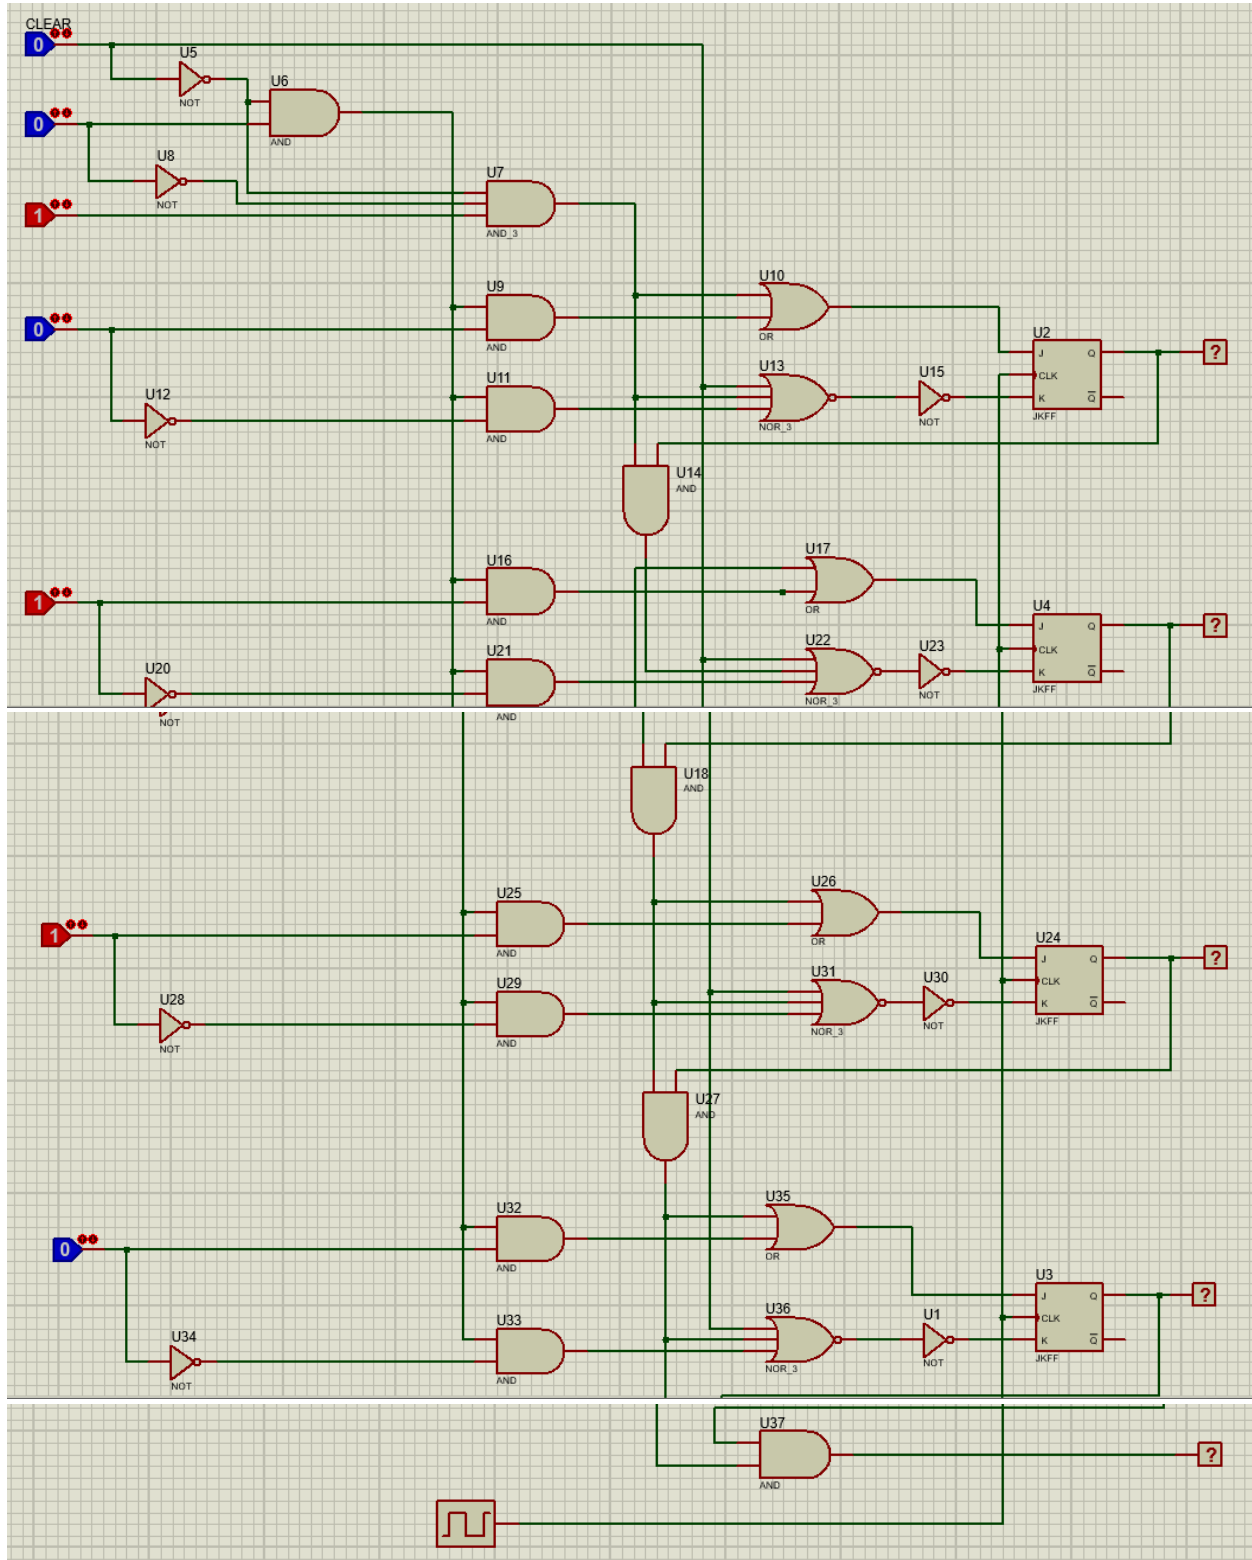 CLEAR
0
U5
NOT
U6
AND
0
U8
NOT
1
U7
AND_3
U9
AND
0
U10
OR
U2
J Q
CLK
K Q
JKFF
?
U11
AND
U12
NOT
U13
NOR_3
U15
NOT
U14
AND
U16
AND
1
U17
OR
U4
J Q
CLK
K Q
JKFF
?
U20
NOT
U21
AND
U22
NOR_3
U23
NOT
U18
AND
U25
AND
1
U26
OR
U24
J Q
CLK
K Q
JKFF
?
U28
NOT
U29
AND
U31
NOR_3
U30
NOT
U27
AND
U32
AND
0
U35
OR
U3
J Q
CLK
K Q
JKFF
?
U34
NOT
U33
AND
U36
NOR_3
U1
NOT
U37
AND
?